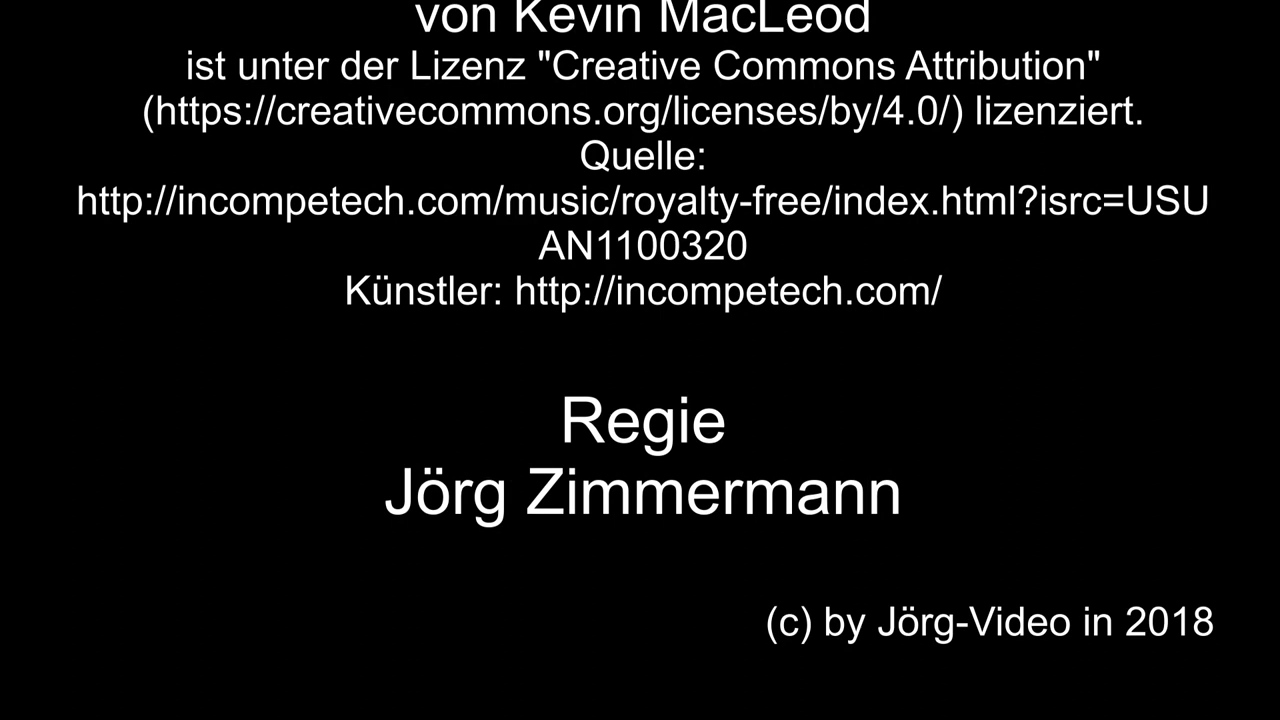 von Kevin MacLeod
ist unter der Lizenz "Creative Commons Attribution"
(https://creativecommons.org/licenses/by/4.0/) lizenziert.
Quelle:
http://incompetech.com/music/royalty-free/index.html?isrc=USU
AN1100320
Künstler: http://incompetech.com/
Regie
Jörg Zimmermann
(c) by Jörg-Video in 2018